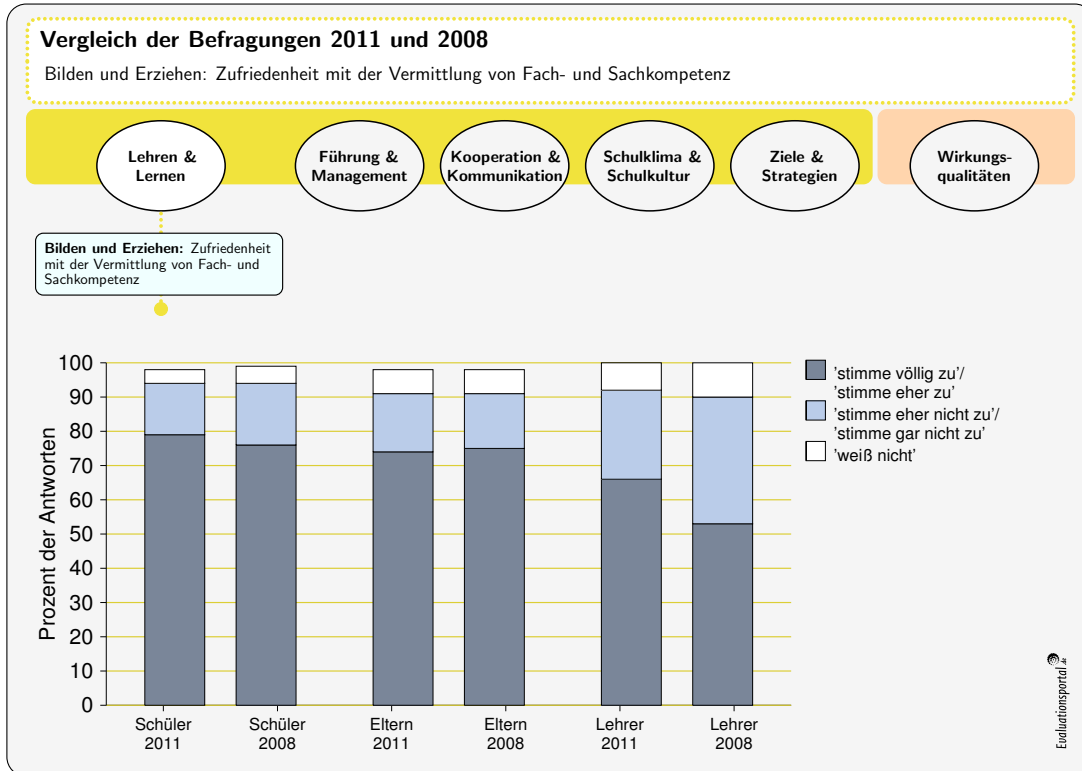 Vergleich der Befragungen 2011 und 2008
Bilden und Erziehen: Zufriedenheit mit der Vermittlung von Fach- und Sachkompetenz
Lehren &
Lernen
Führung &
Management
Kooperation &
Kommunikation
Schulklima &
Schulkultur
Ziele &
Strategien
Wirkungs-
qualitäten
Bilden und Erziehen: Zufriedenheit
mit der Vermittlung von Fach- und
Sachkompetenz
Prozent der Antworten
100
90
80
70
60
50
40
30
20
10
0
Schüler
2011
Schüler
2008
Eltern
2011
Eltern
2008
Lehrer
2011
Lehrer
2008
'stimme völlig zu'/
'stimme eher zu'
'stimme eher nicht zu'/
'stimme gar nicht zu'
'weiß nicht'
Evaluationsportal.de